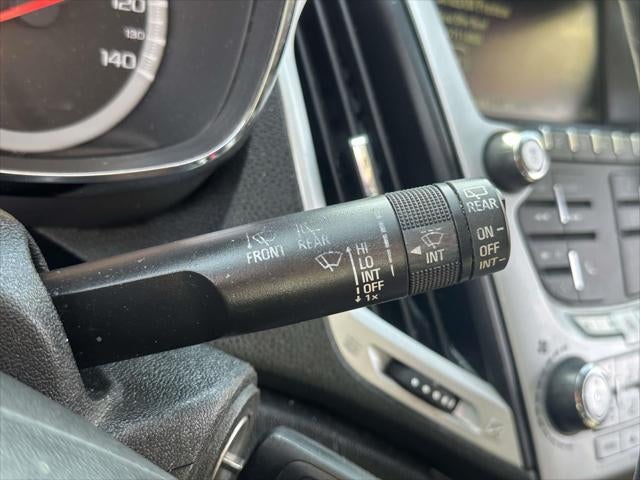 120
130
140
FRONT
REAR
HI
LO
INT
OFF
1x
INT
REAR
ON
OFF
INT